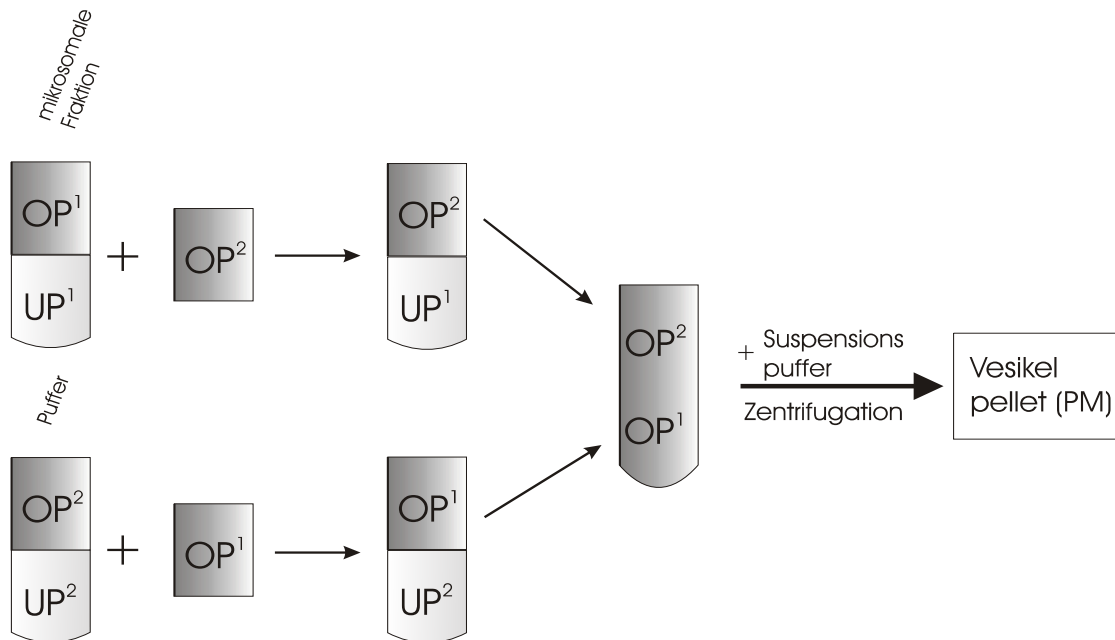 mikrosomale
Fraktion
OP¹
UP¹
+
OP²
OP²
UP¹
Puffer
OP²
UP²
+
OP¹
OP¹
UP²
OP²
OP¹
+ Suspensions
puffer
Zentrifugation
Vesikel
pellet (PM)